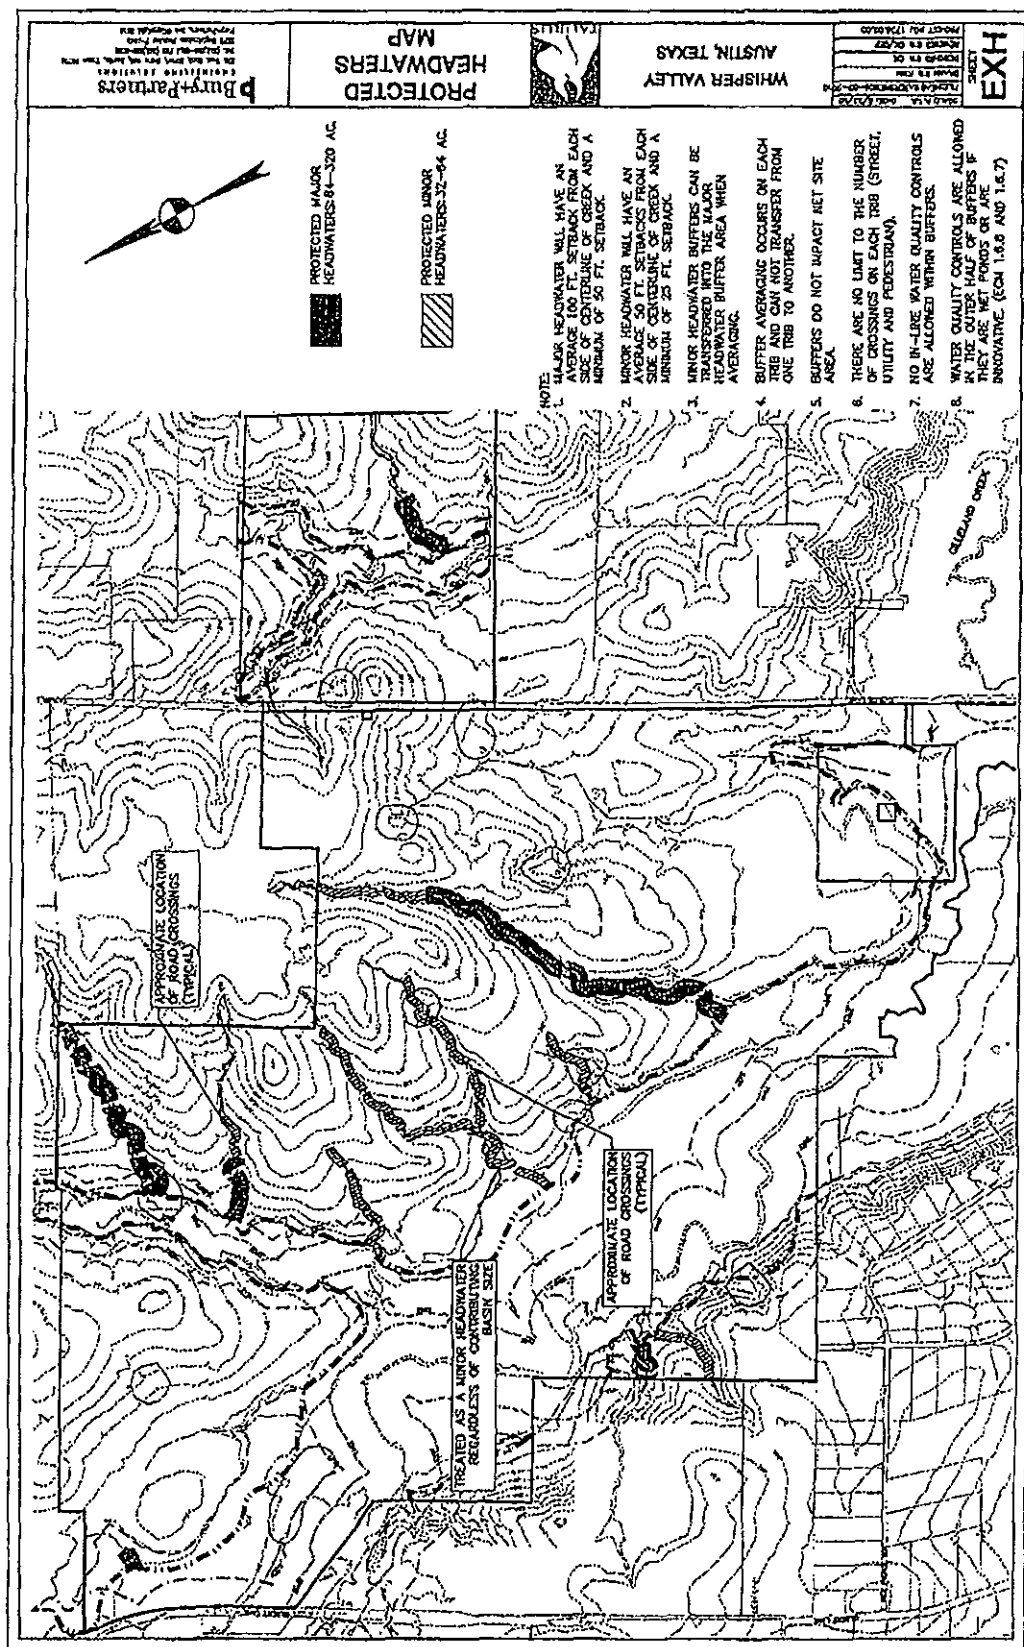 Bury+Partners
ENGINEERING SOLUTIONS
PROTECTED
HEADWATERS
MAP
TAURUS
WHISPER VALLEY
AUSTIN, TEXAS
SHEET
EXH
PROTECTED MAJOR
HEADWATERS-64-320 AC.
PROTECTED MINOR
HEADWATERS-32-64 AC.
NOTE:
1. MAJOR HEADWATER WILL HAVE AN
AVERAGE 100 FT. SETBACK FROM EACH
SIDE OF CENTERLINE OF CREEK AND A
MINIMUM OF 50 FT. SETBACK.
2. MINOR HEADWATER WILL HAVE AN
AVERAGE 50 FT. SETBACKS FROM EACH
SIDE OF CENTERLINE OF CREEK AND A
MINIMUM OF 25 FT. SETBACK.
3. MINOR HEADWATER BUFFERS CAN BE
TRANSFERRED INTO THE MAJOR
HEADWATER BUFFER AREA WHEN
AVERAGING.
4. BUFFER AVERAGING OCCURS ON EACH
TRIB AND CAN NOT TRANSFER FROM
ONE TRIB TO ANOTHER.
5. BUFFERS DO NOT IMPACT NET SITE
AREA.
6. THERE ARE NO LIMIT TO THE NUMBER
OF CROSSINGS ON EACH TRIB (STREET,
UTILITY AND PEDESTRIAN).
7. NO IN-LINE WATER QUALITY CONTROLS
ARE ALLOWED WITHIN BUFFERS.
8. WATER QUALITY CONTROLS ARE ALLOWED
IN THE OUTER HALF OF BUFFERS IF
THEY ARE WET PONDS OR ARE
INNOVATIVE. (ECM 1.6.6 AND 1.6.7)
GILLELAND CREEK
APPROXIMATE LOCATION
OF ROAD CROSSINGS
(TYPICAL)
APPROXIMATE LOCATION
OF ROAD CROSSINGS
(TYPICAL)
TREATED AS A MINOR HEADWATER
REGARDLESS OF CONTRIBUTING
BASIN SIZE